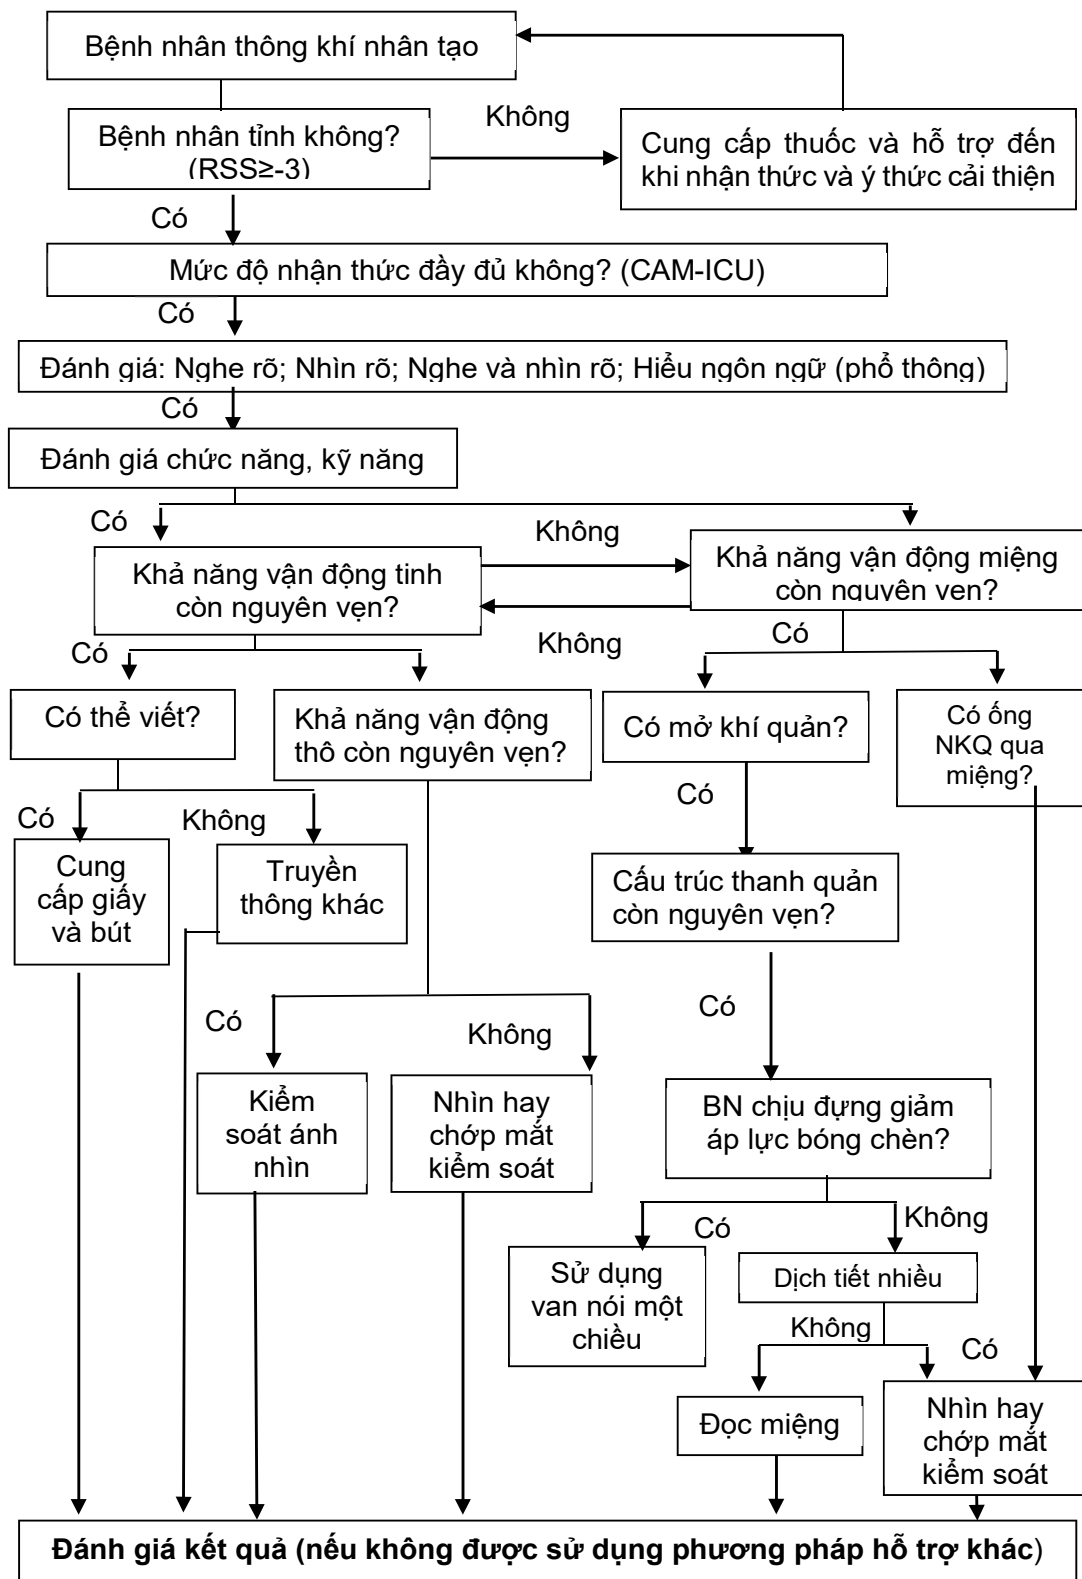 Bệnh nhân thông khí nhân tạo
Không
Bệnh nhân tỉnh không?
(RSS≥-3)
Cung cấp thuốc và hỗ trợ đến
khi nhận thức và ý thức cải thiện
Có
Mức độ nhận thức đầy đủ không? (CAM-ICU)
Có
Đánh giá: Nghe rõ; Nhìn rõ; Nghe và nhìn rõ; Hiểu ngôn ngữ (phổ thông)
Có
Đánh giá chức năng, kỹ năng
Có
Không
Khả năng vận động tinh
còn nguyên vẹn?
Khả năng vận động miệng
còn nguyên vẹn?
Không
Có
Có
Có thể viết?
Khả năng vận động
thô còn nguyên vẹn?
Có mở khí quản?
Có ống
NKQ qua
miệng?
Có
Không
Có
Cung
cấp giấy
và bút
Truyền
thông khác
Cấu trúc thanh quản
còn nguyên vẹn?
Có
Không
Có
Kiểm
soát ánh
nhìn
Nhìn hay
chớp mắt
kiểm soát
BN chịu đựng giảm
áp lực bóng chèn?
Có
Không
Sử dụng
van nói một
chiều
Dịch tiết nhiều
Không
Có
Đọc miệng
Nhìn hay
chớp mắt
kiểm soát
Đánh giá kết quả (nếu không được sử dụng phương pháp hỗ trợ khác)